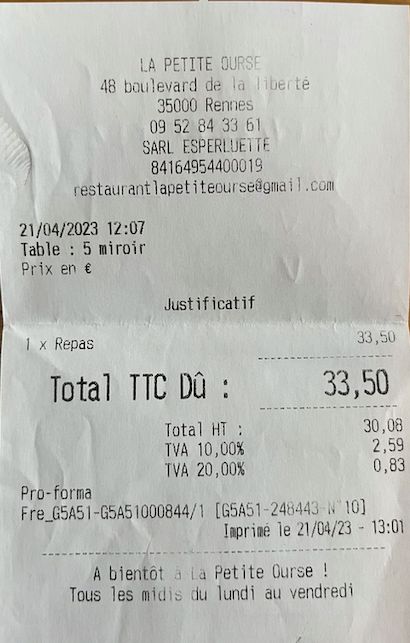 LA PETITE OURSE
48 boulevard de la liberté
35000 Rennes
09 52 84 33 61
SARL ESPERLUETTE
84164954400019
restaurantlapetiteourse@gmail.com
21/04/2023 12:07
Table : 5 miroir
Prix en €
Justificatif
1 x Repas 33,50
Total TTC Dû : 33,50
Total HT : 30,08
TVA 10,00% 2,59
TVA 20,00% 0,83
Pro-forma
Fre_G5A51-G5A51000844/1 [G5A51-248443 N°10]
Imprimé le 21/04/23 - 13:01
A bientôt à La Petite Ourse !
Tous les midis du lundi au vendredi